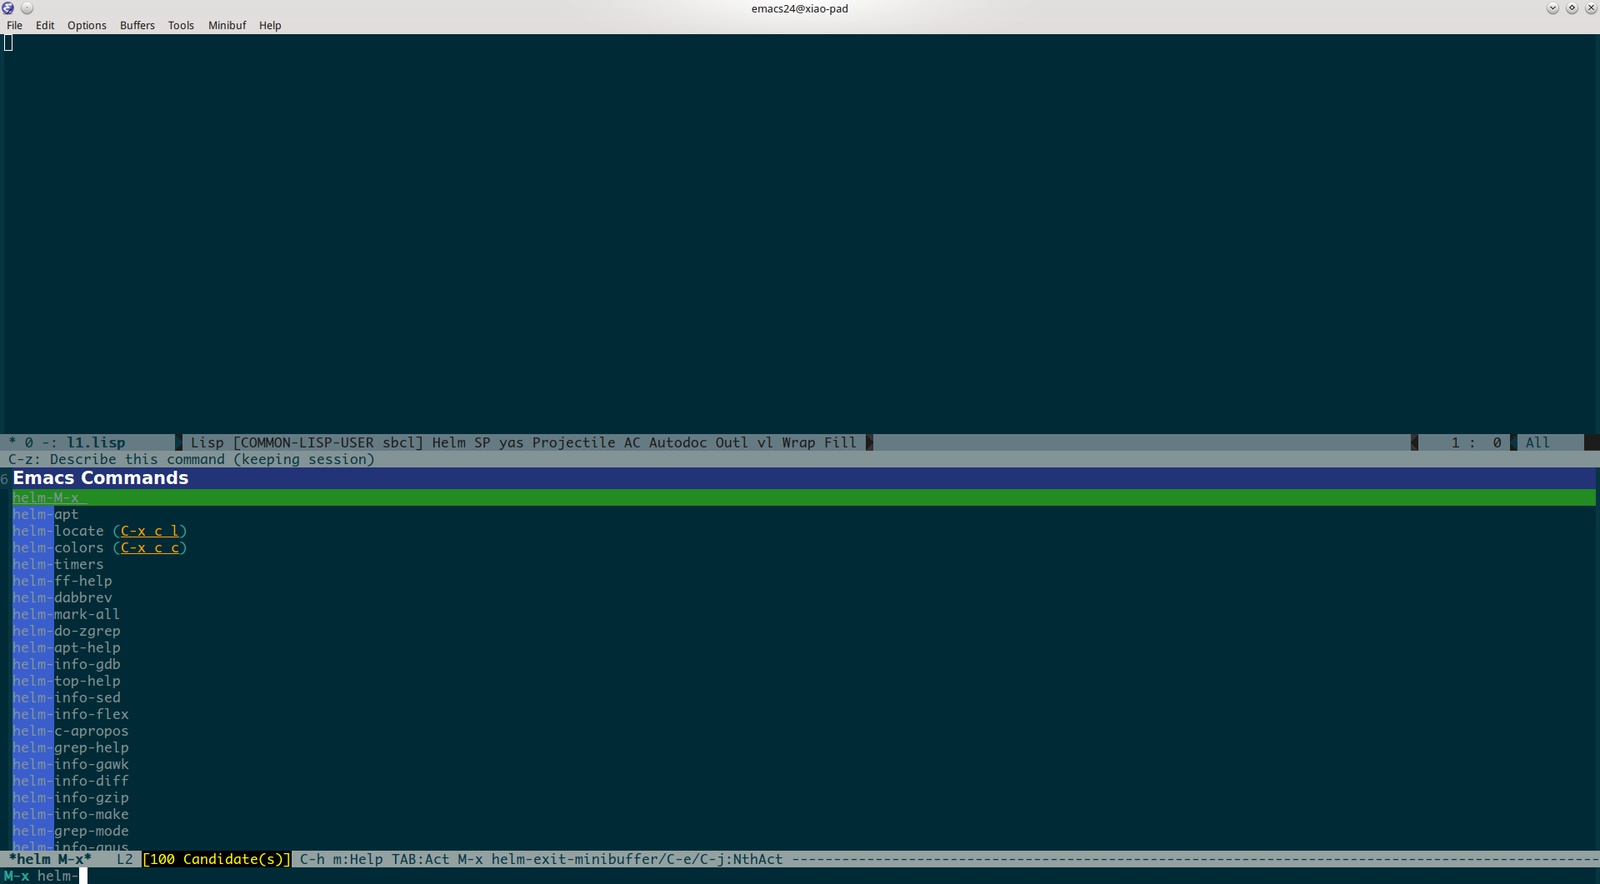 emacs24@xiao-pad
File Edit Options Buffers Tools Minibuf Help
* 0 -: l1.lisp Lisp [COMMON-LISP-USER sbcl] Helm SP yas Projectile AC Autodoc Outl vl Wrap Fill 1 : 0 All
C-z: Describe this command (keeping session)
6 Emacs Commands
helm-M-x
helm-apt
helm-locate (C-x c l)
helm-colors (C-x c c)
helm-timers
helm-ff-help
helm-dabbrev
helm-mark-all
helm-do-zgrep
helm-apt-help
helm-info-gdb
helm-top-help
helm-info-sed
helm-info-flex
helm-c-apropos
helm-grep-help
helm-info-gawk
helm-info-diff
helm-info-gzip
helm-info-make
helm-grep-mode
helm-info-gnus
*helm M-x* L2 [100 Candidate(s)] C-h m:Help TAB:Act M-x helm-exit-minibuffer/C-e/C-j:NthAct ----------------------------------------------------------------------------------------------------
M-x helm-